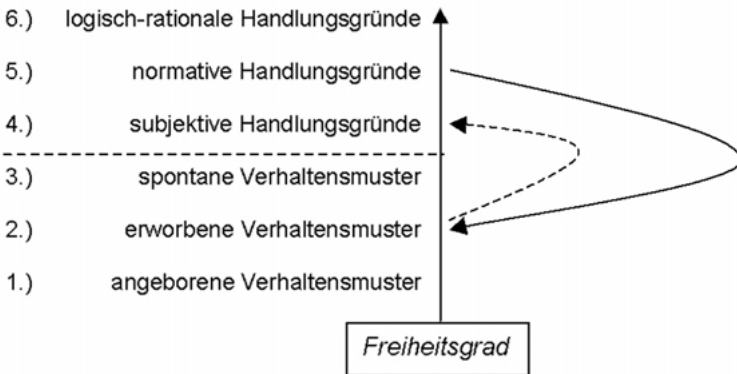 6.) logisch-rationale Handlungsgründe
5.) normative Handlungsgründe
4.) subjektive Handlungsgründe
3.) spontane Verhaltensmuster
2.) erworbene Verhaltensmuster
1.) angeborene Verhaltensmuster
Freiheitsgrad